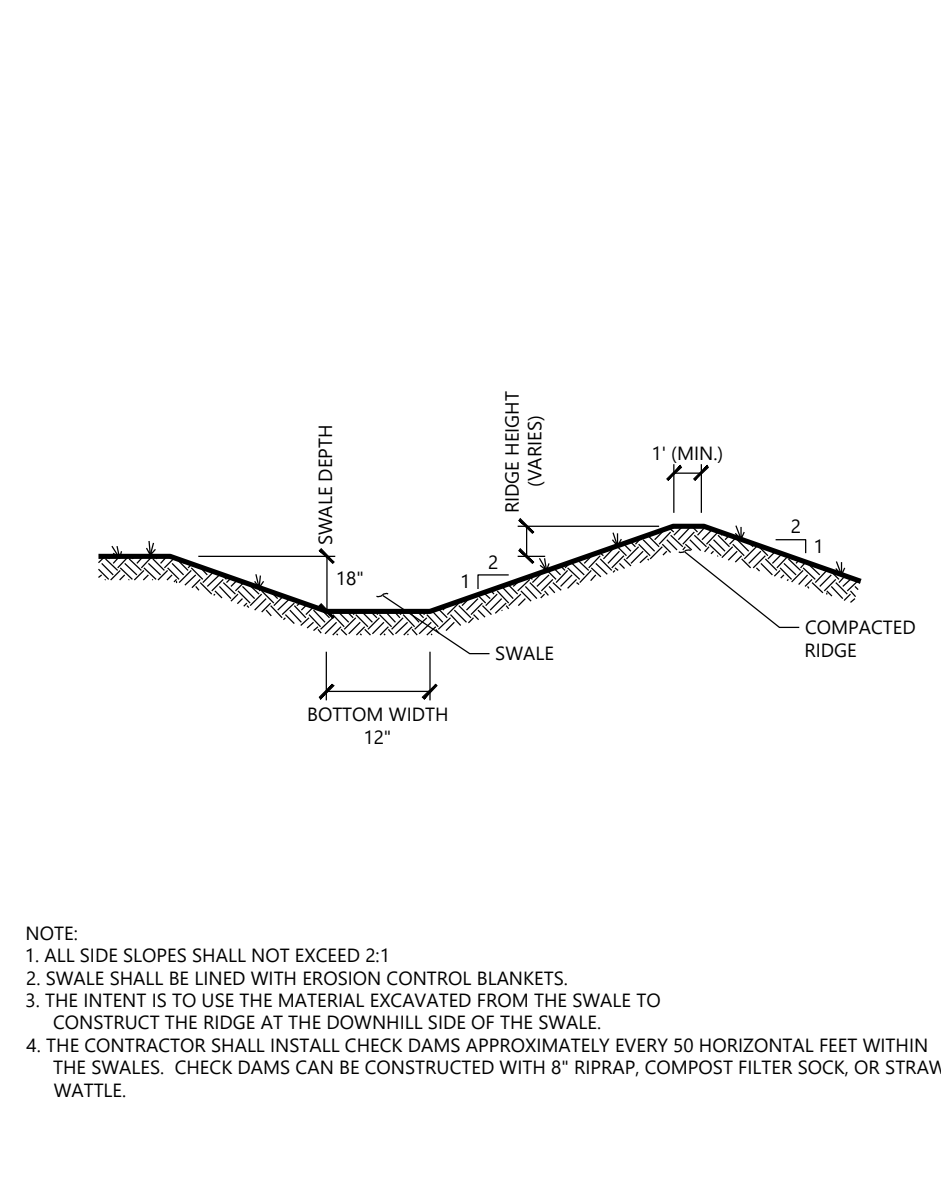 SWALE DEPTH
18"
RIDGE HEIGHT
(VARIES)
1' (MIN.)
2
1
2
1
SWALE
COMPACTED
RIDGE
BOTTOM WIDTH
12"
NOTE:
1. ALL SIDE SLOPES SHALL NOT EXCEED 2:1
2. SWALE SHALL BE LINED WITH EROSION CONTROL BLANKETS.
3. THE INTENT IS TO USE THE MATERIAL EXCAVATED FROM THE SWALE TO
CONSTRUCT THE RIDGE AT THE DOWNHILL SIDE OF THE SWALE.
4. THE CONTRACTOR SHALL INSTALL CHECK DAMS APPROXIMATELY EVERY 50 HORIZONTAL FEET WITHIN
THE SWALES. CHECK DAMS CAN BE CONSTRUCTED WITH 8" RIPRAP, COMPOST FILTER SOCK, OR STRAW
WATTLE.